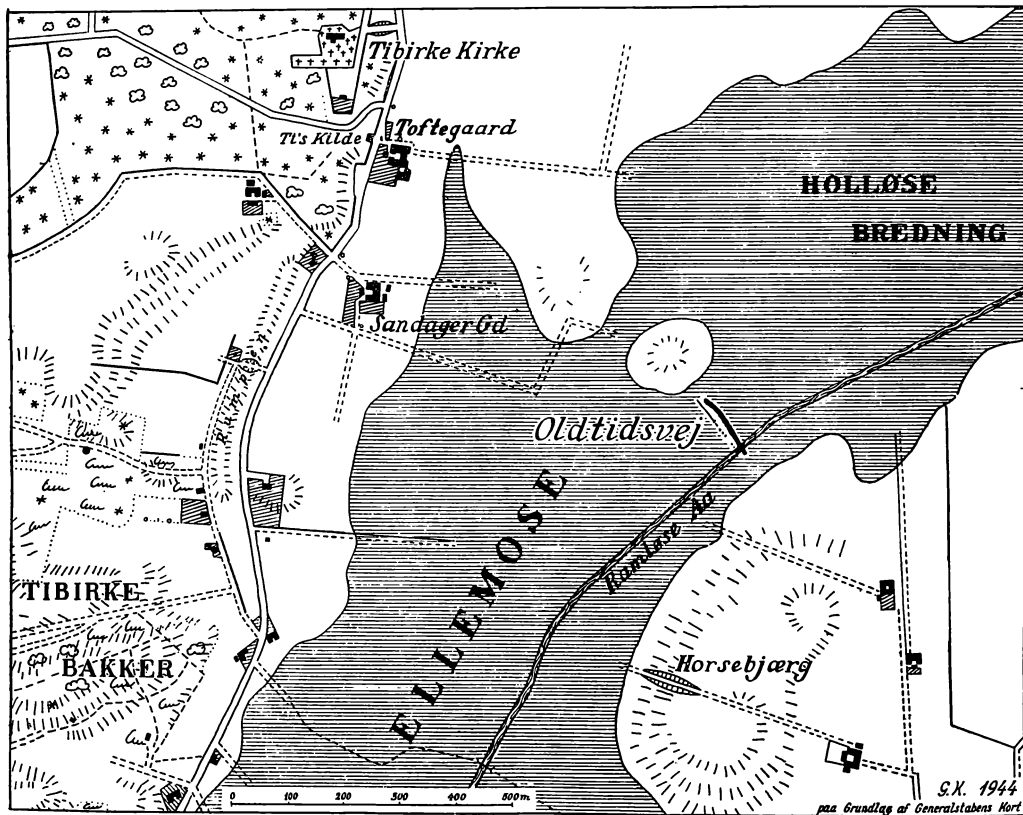 Tibirke Kirke
Ti's Kilde
Toftegaard
HOLLØSE
BREDNING
Sandager Gd
Rumpen
Oldtidsvej
ELLEMOSE
Ramløse Aa
TIBIRKE
BAKKER
Horsebjærg
0 100 200 300 400 500 m
G.K. 1944
paa Grundlag af Generalstabens Kort